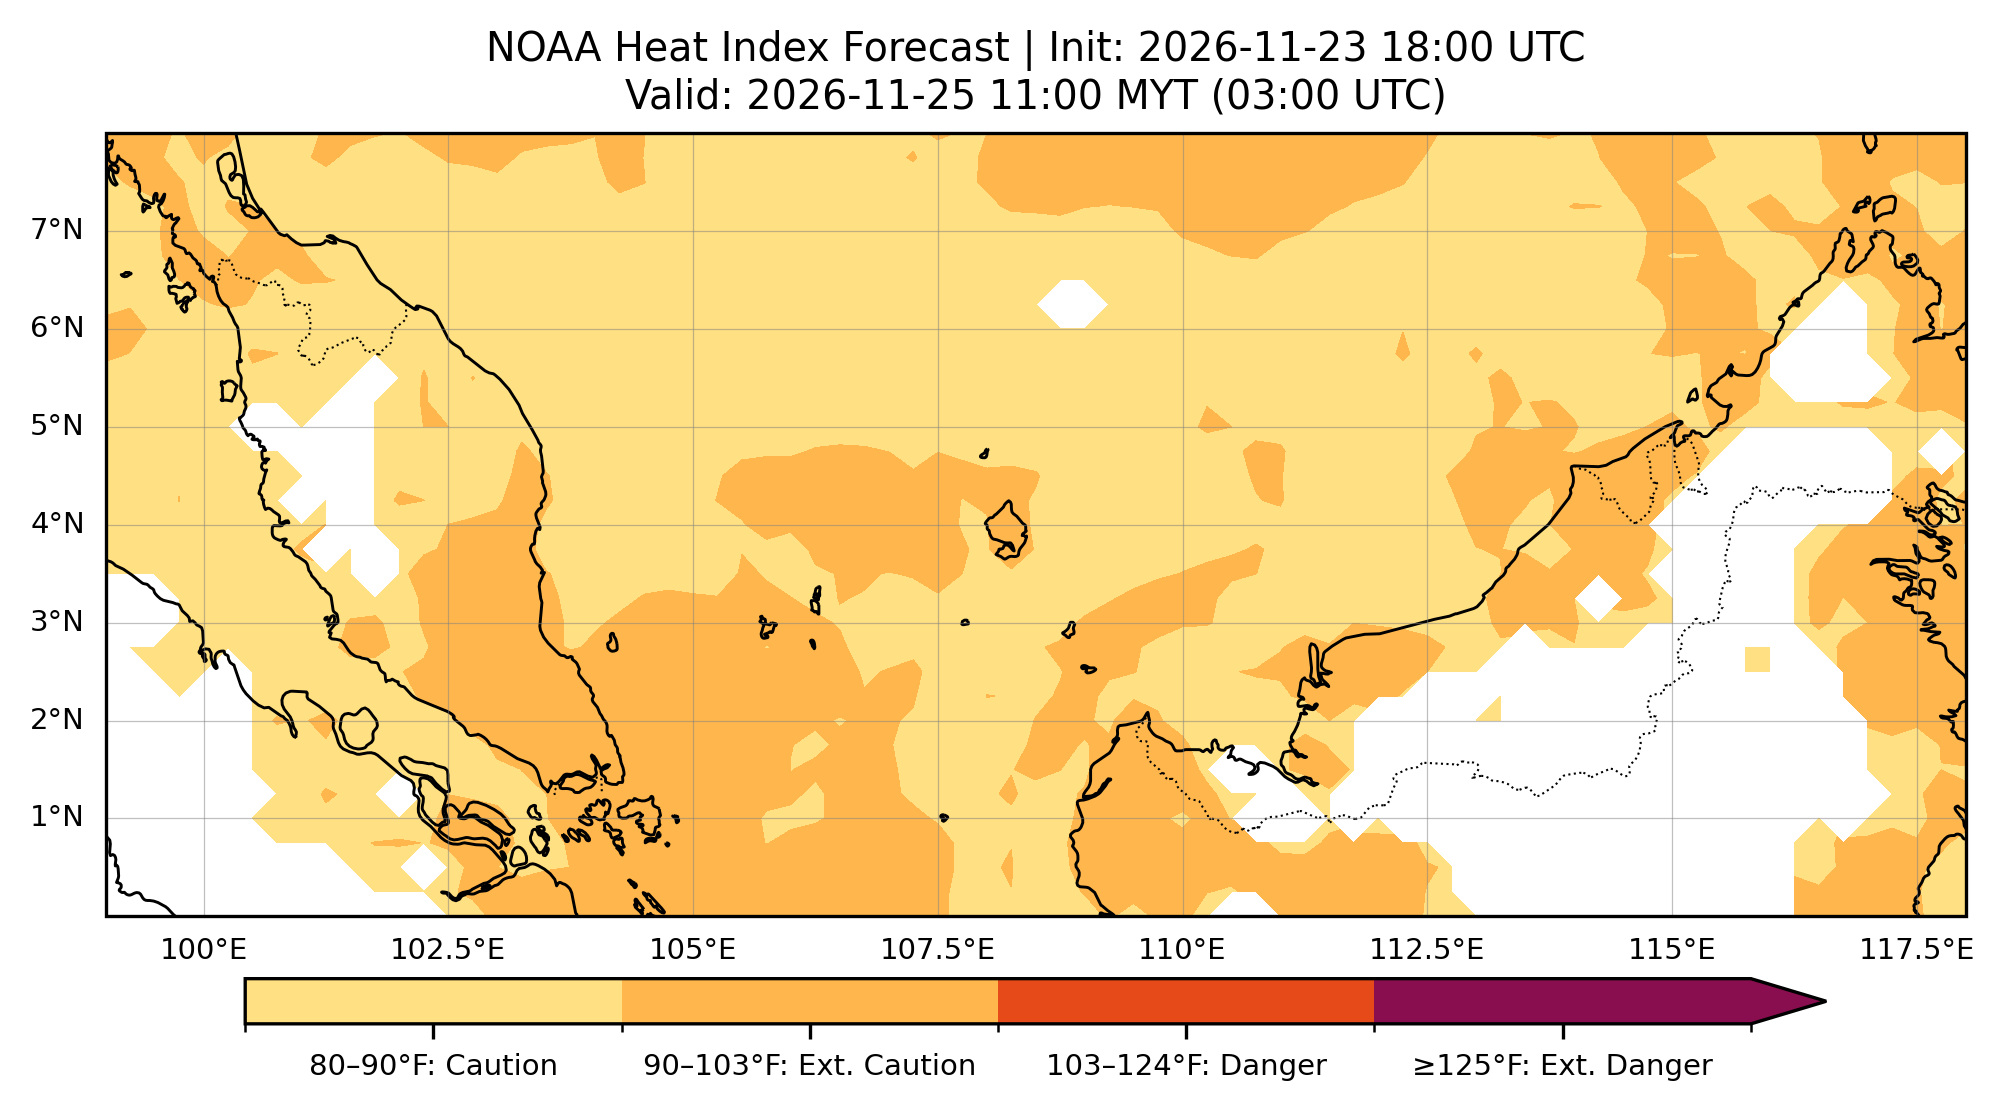 NOAA Heat Index Forecast | Init: 2026-11-23 18:00 UTC
Valid: 2026-11-25 11:00 MYT (03:00 UTC)
7°N
6°N
5°N
4°N
3°N
2°N
1°N
100°E 102.5°E 105°E 107.5°E 110°E 112.5°E 115°E 117.5°E
80–90°F: Caution 90–103°F: Ext. Caution 103–124°F: Danger ≥125°F: Ext. Danger